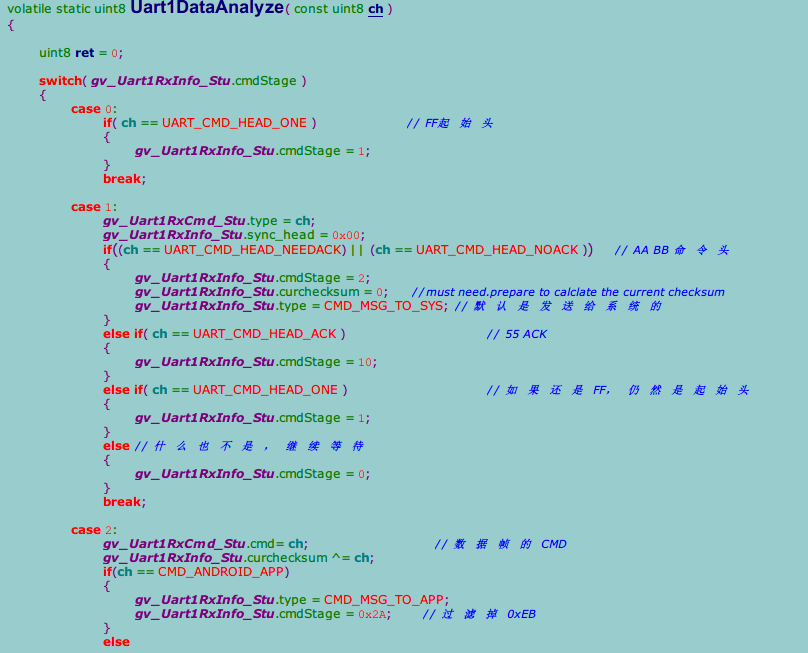 volatile static uint8 Uart1DataAnalyze( const uint8 ch )
{
uint8 ret = 0;
switch( gv_Uart1RxInfo_Stu.cmdStage )
{
case 0:
if( ch == UART_CMD_HEAD_ONE ) // FF起 始 头
{
gv_Uart1RxInfo_Stu.cmdStage = 1;
}
break;
case 1:
gv_Uart1RxCmd_Stu.type = ch;
gv_Uart1RxInfo_Stu.sync_head = 0x00;
if((ch == UART_CMD_HEAD_NEEDACK) || (ch == UART_CMD_HEAD_NOACK )) // AA BB 命 令 头
{
gv_Uart1RxInfo_Stu.cmdStage = 2;
gv_Uart1RxInfo_Stu.curchecksum = 0; //must need.prepare to calclate the current checksum
gv_Uart1RxInfo_Stu.type = CMD_MSG_TO_SYS; // 默 认 是 发 送 给 系 统 的
}
else if( ch == UART_CMD_HEAD_ACK ) // 55 ACK
{
gv_Uart1RxInfo_Stu.cmdStage = 10;
}
else if( ch == UART_CMD_HEAD_ONE ) // 如 果 还 是 FF， 仍 然 是 起 始 头
{
gv_Uart1RxInfo_Stu.cmdStage = 1;
}
else // 什 么 也 不 是 ， 继 续 等 待
{
gv_Uart1RxInfo_Stu.cmdStage = 0;
}
break;
case 2:
gv_Uart1RxCmd_Stu.cmd= ch; // 数 据 帧 的 CMD
gv_Uart1RxInfo_Stu.curchecksum ^= ch;
if(ch == CMD_ANDROID_APP)
{
gv_Uart1RxInfo_Stu.type = CMD_MSG_TO_APP;
gv_Uart1RxInfo_Stu.cmdStage = 0x2A; // 过 滤 掉 0xEB
}
else